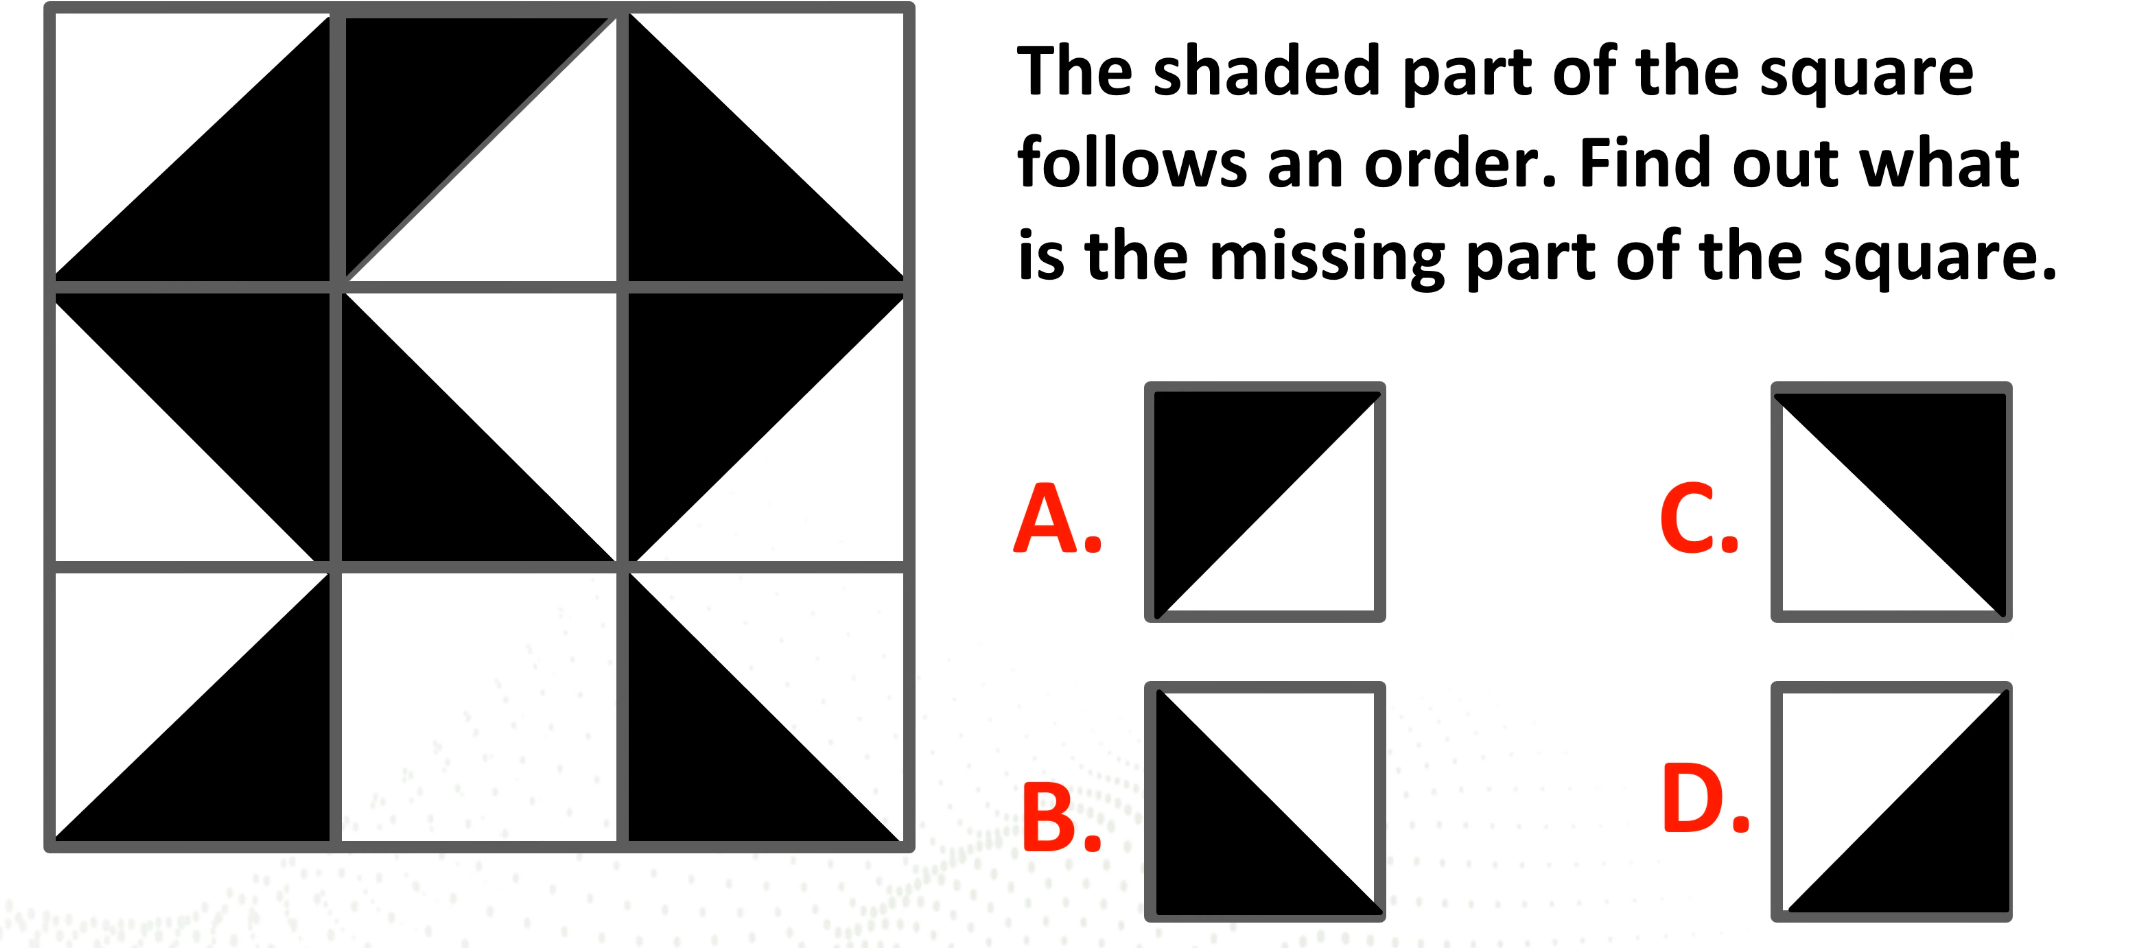 The shaded part of the square
follows an order. Find out what
is the missing part of the square.
A.
C.
B.
D.